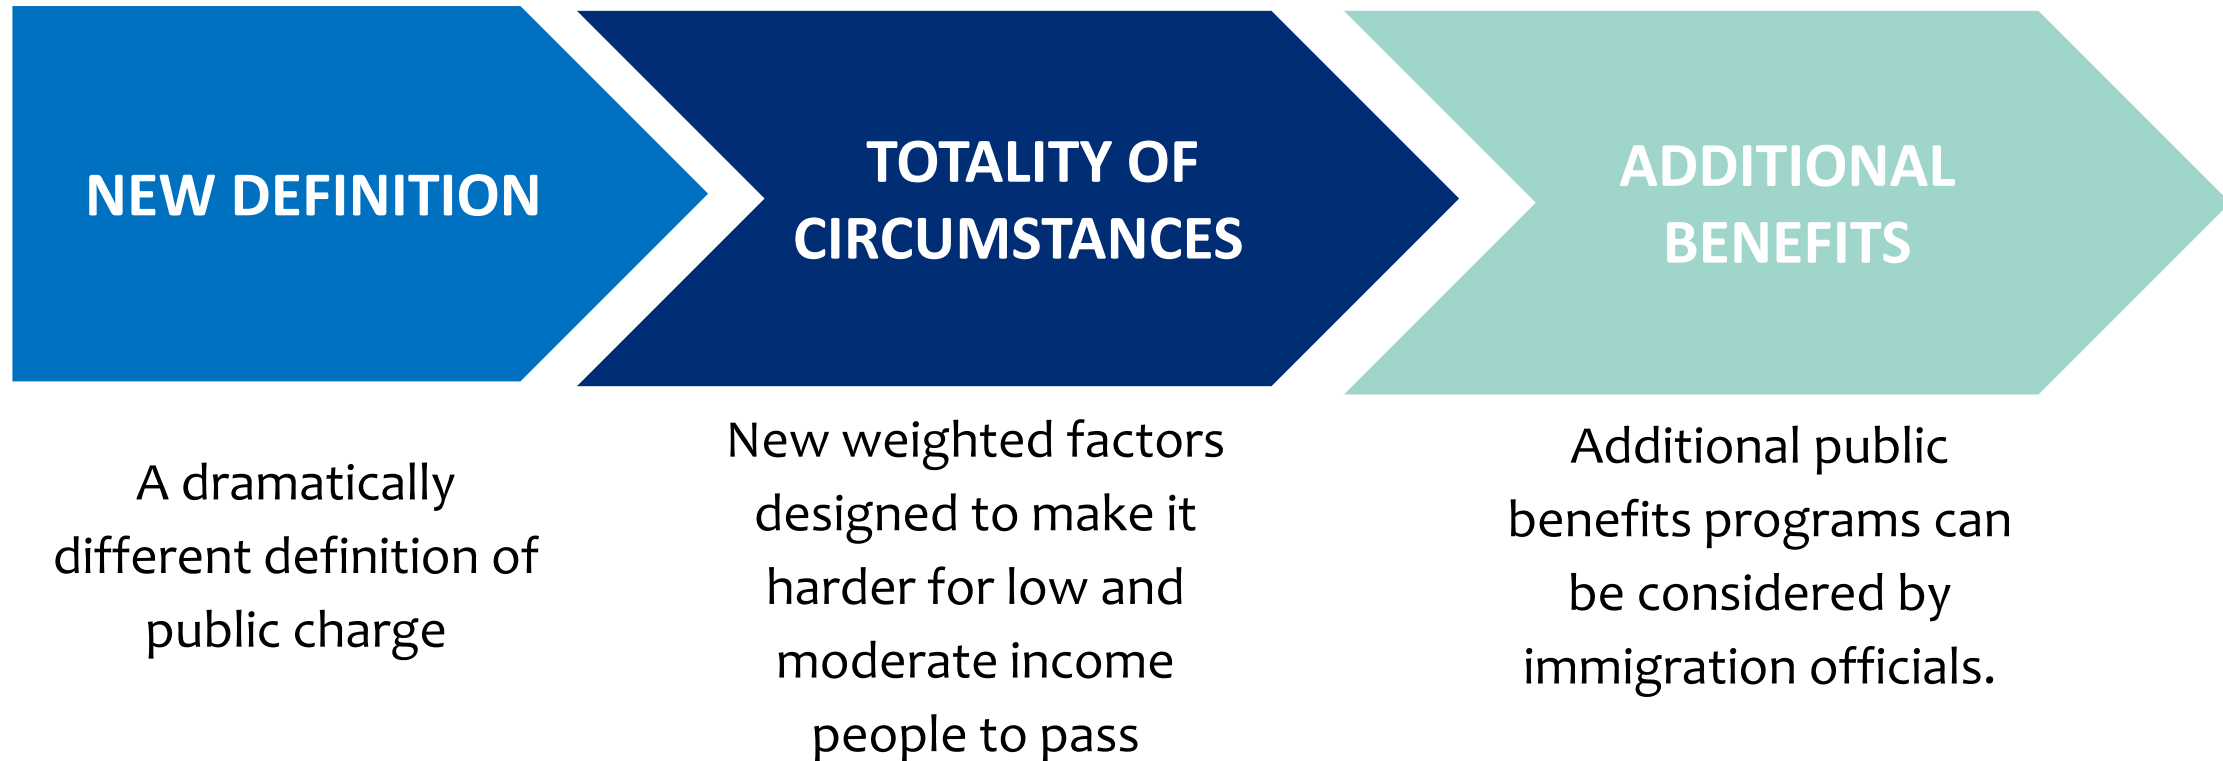 NEW DEFINITION
TOTALITY OF
CIRCUMSTANCES
ADDITIONAL
BENEFITS
A dramatically
different definition of
public charge
New weighted factors
designed to make it
harder for low and
moderate income
people to pass
Additional public
benefits programs can
be considered by
immigration officials.